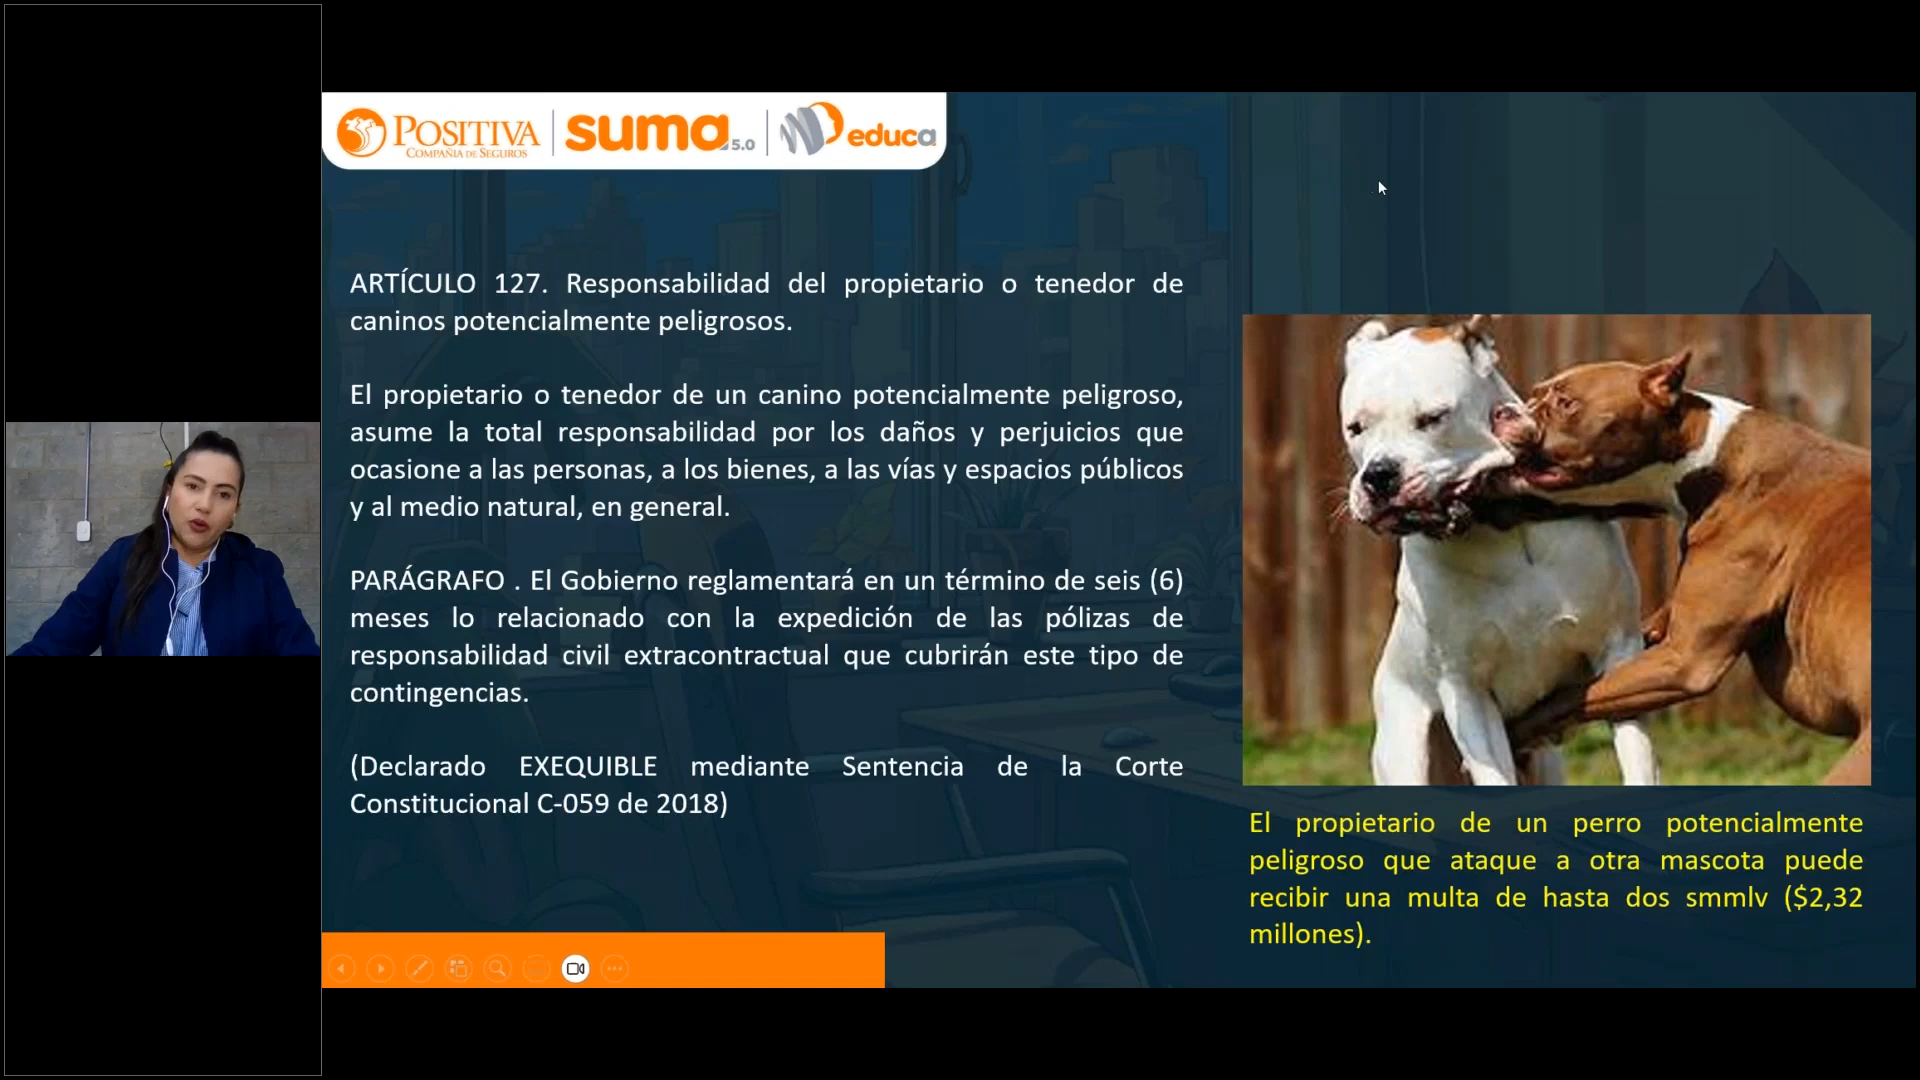 POSITIVA
COMPAÑÍA DE SEGUROS
suma 5.0
educa
ARTÍCULO 127. Responsabilidad del propietario o tenedor de
caninos potencialmente peligrosos.
El propietario o tenedor de un canino potencialmente peligroso,
asume la total responsabilidad por los daños y perjuicios que
ocasione a las personas, a los bienes, a las vías y espacios públicos
y al medio natural, en general.
PARÁGRAFO . El Gobierno reglamentará en un término de seis (6)
meses lo relacionado con la expedición de las pólizas de
responsabilidad civil extracontractual que cubrirán este tipo de
contingencias.
(Declarado EXEQUIBLE mediante Sentencia de la Corte
Constitucional C-059 de 2018)
El propietario de un perro potencialmente
peligroso que ataque a otra mascota puede
recibir una multa de hasta dos smmlv ($2,32
millones).